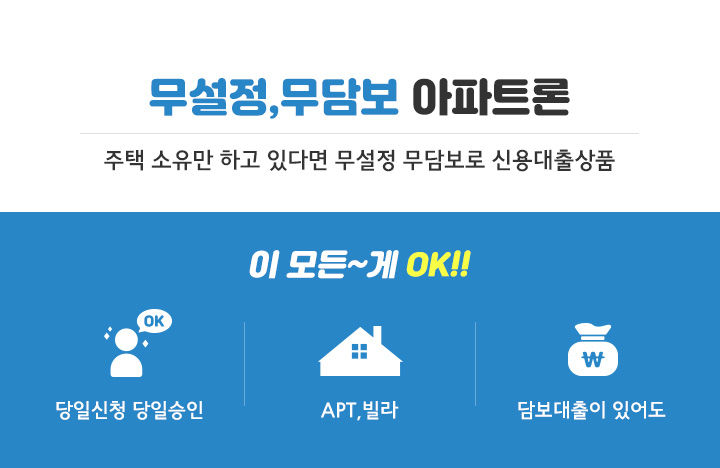 무설정,무담보 아파트론
주택 소유만 하고 있다면 무설정 무담보로 신용대출상품
이 모든~게 OK!!
OK
₩
당일신청 당일승인
APT,빌라
담보대출이 있어도